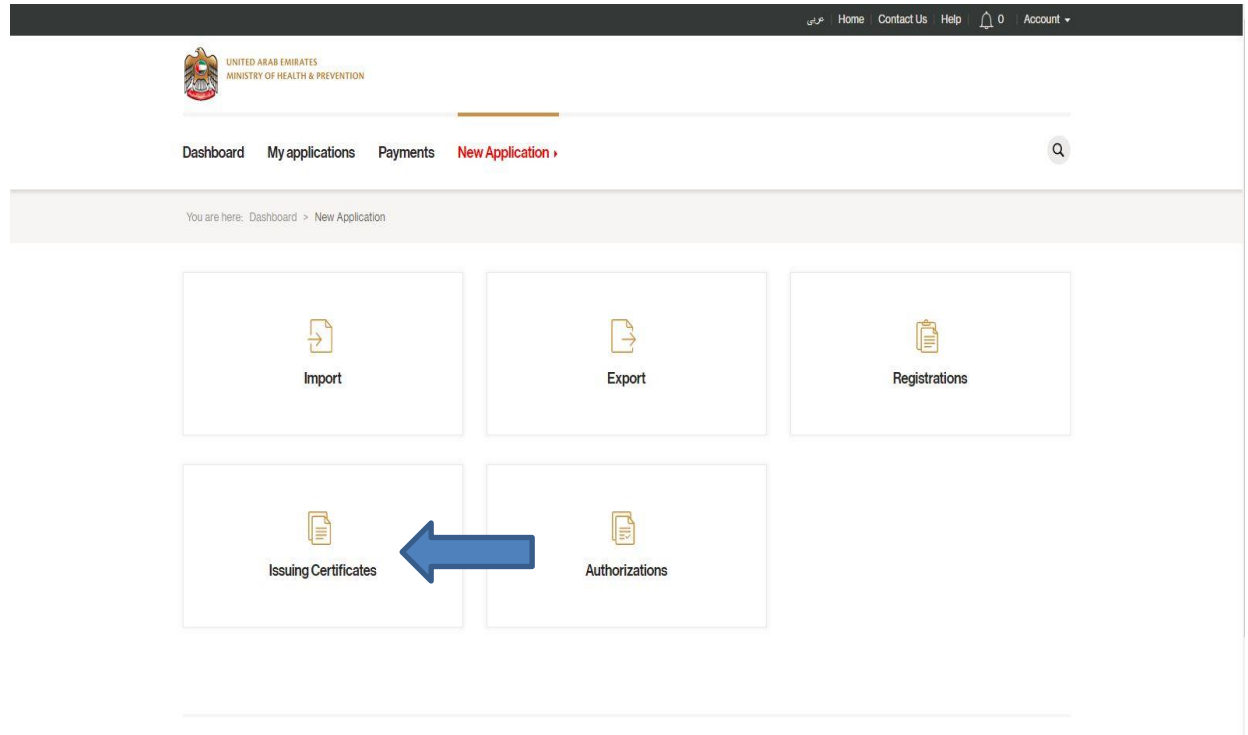 عربي Home Contact Us Help 0 Account
UNITED ARAB EMIRATES
MINISTRY OF HEALTH & PREVENTION
Dashboard My applications Payments New Application
You are here: Dashboard > New Application
Import Export Registrations
Issuing Certificates Authorizations